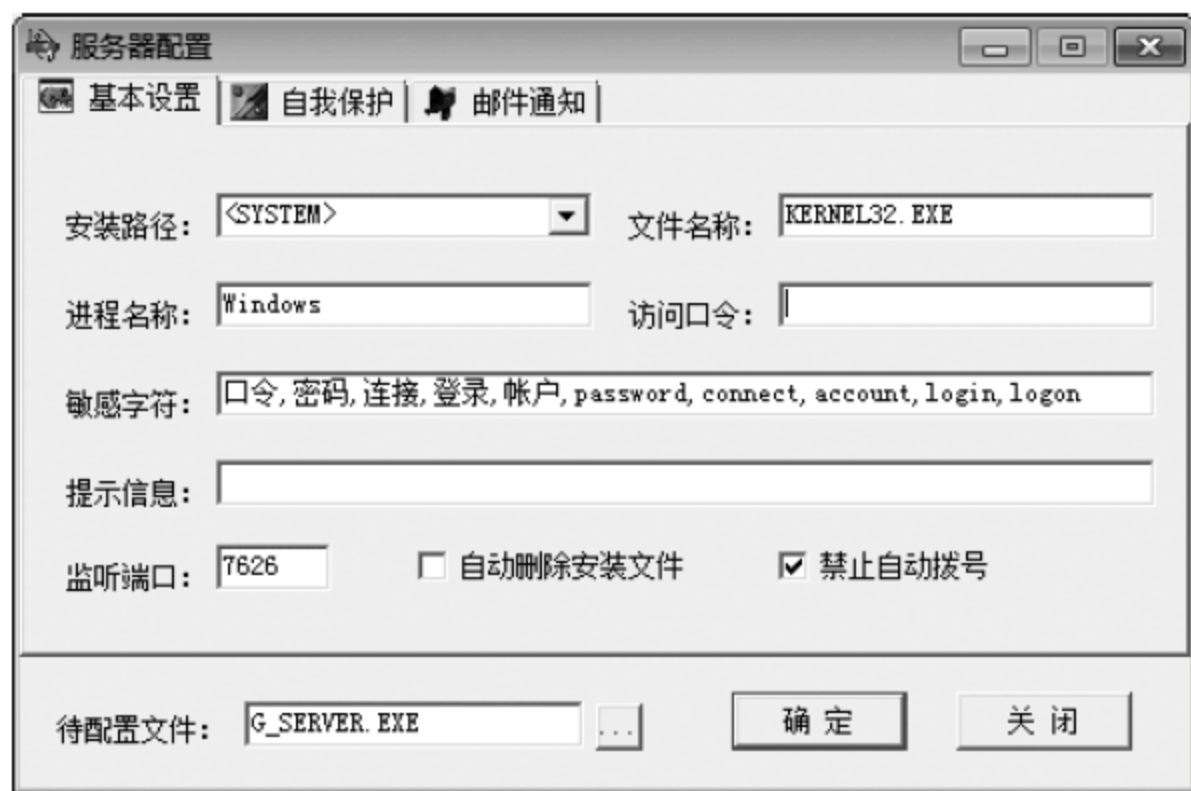 服务器配置
基本设置 自我保护 邮件通知
安装路径： <SYSTEM> 文件名称： KERNEL32.EXE
进程名称： Windows 访问口令：
敏感字符： 口令,密码,连接,登录,帐户,password,connect,account,login,logon
提示信息：
监听端口： 7626 自动删除安装文件 禁止自动拨号
待配置文件： G_SERVER.EXE ... 确定 关闭